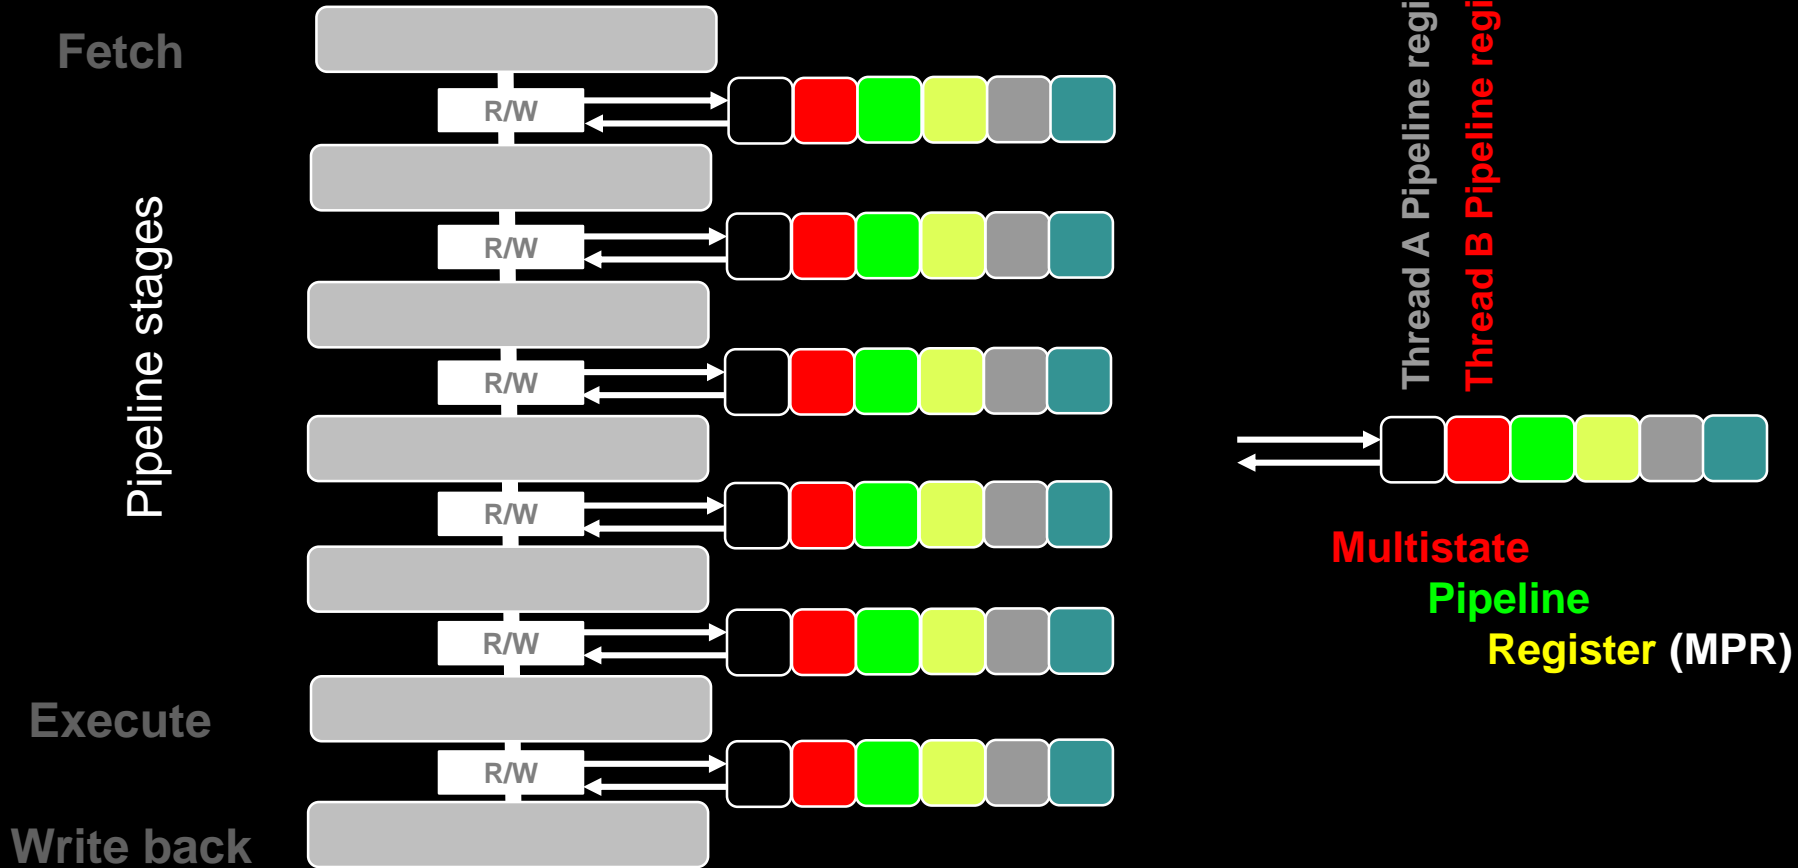 Fetch
R/W
Pipeline stages
R/W
R/W
R/W
R/W
Execute
R/W
Write back
Thread A Pipeline
Thread B Pipeline
Multistate
Pipeline
Register (MPR)